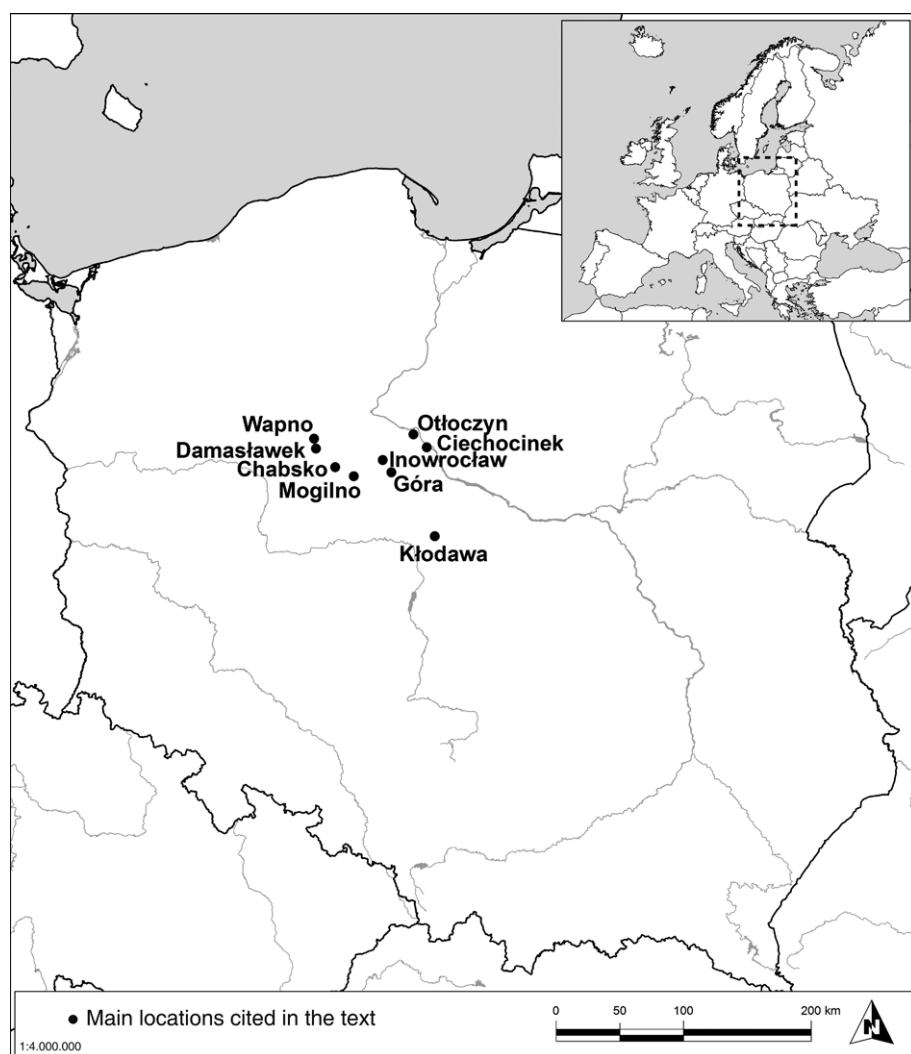 Wapno
Damasławek
Chabsko
Mogilno
Otłoczyn
Ciechocinek
Inowrocław
Góra
Kłodawa
Main locations cited in the text
0 50 100 200 km
N
1:4.000.000